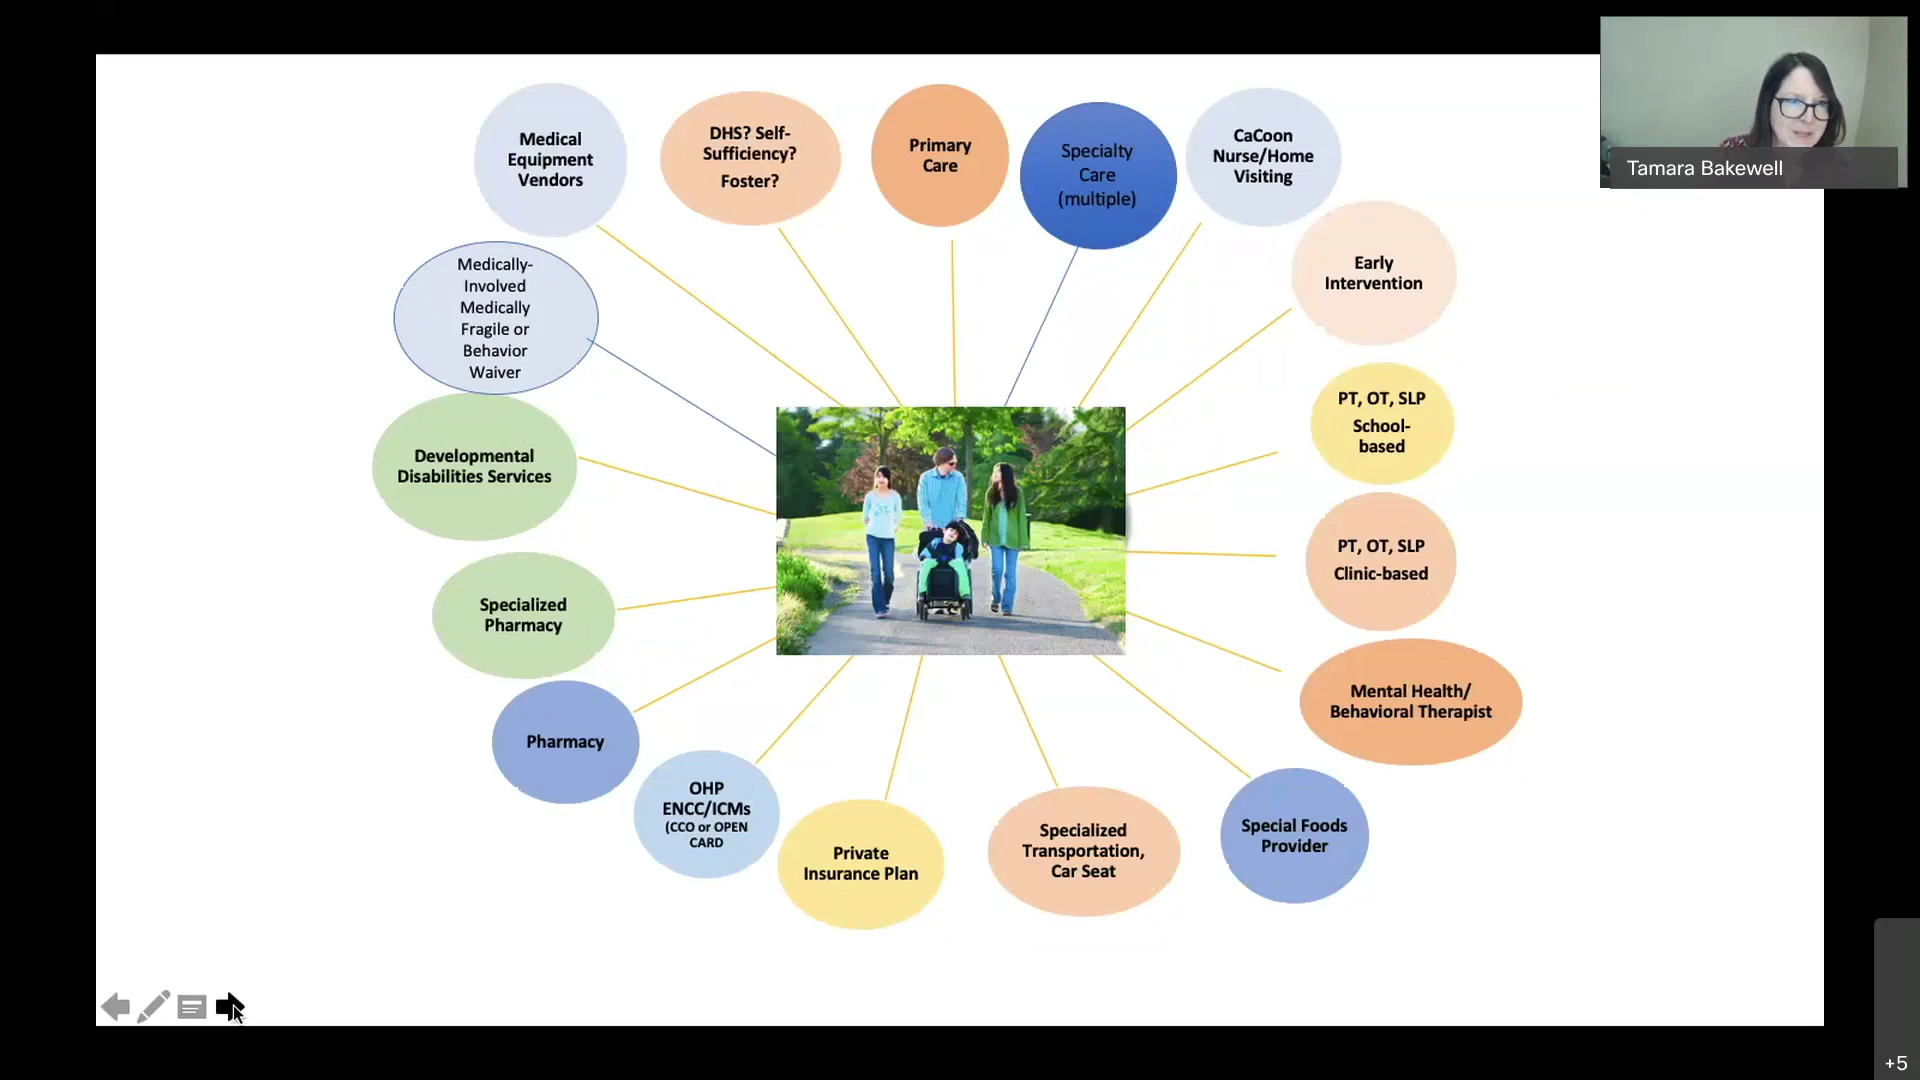 Medical
Equipment
Vendors
DHS? Self-
Sufficiency?
Foster?
Primary
Care
Specialty
Care
(multiple)
CaCoon
Nurse/Home
Visiting
Tamara Bakewell
Early
Intervention
Medically-
Involved
Medically
Fragile or
Behavior
Waiver
PT, OT, SLP
School-
based
Developmental
Disabilities Services
PT, OT, SLP
Clinic-based
Specialized
Pharmacy
Mental Health/
Behavioral Therapist
Pharmacy
OHP
ENCC/ICMs
(CCO or OPEN
CARD
Private
Insurance Plan
Specialized
Transportation,
Car Seat
Special Foods
Provider
+5